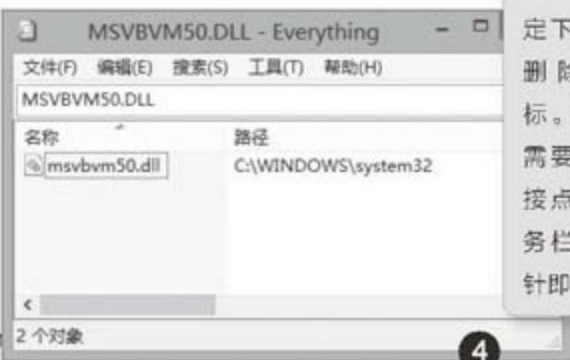 MSVBVM50.DLL - Everything
文件(F) 编辑(E) 搜索(S) 工具(T) 帮助(H)
MSVBVM50.DLL
名称 路径
msvbvm50.dll C:\WINDOWS\system32
2 个对象
4
定下
删除
标。
需要
接点
务栏
针即